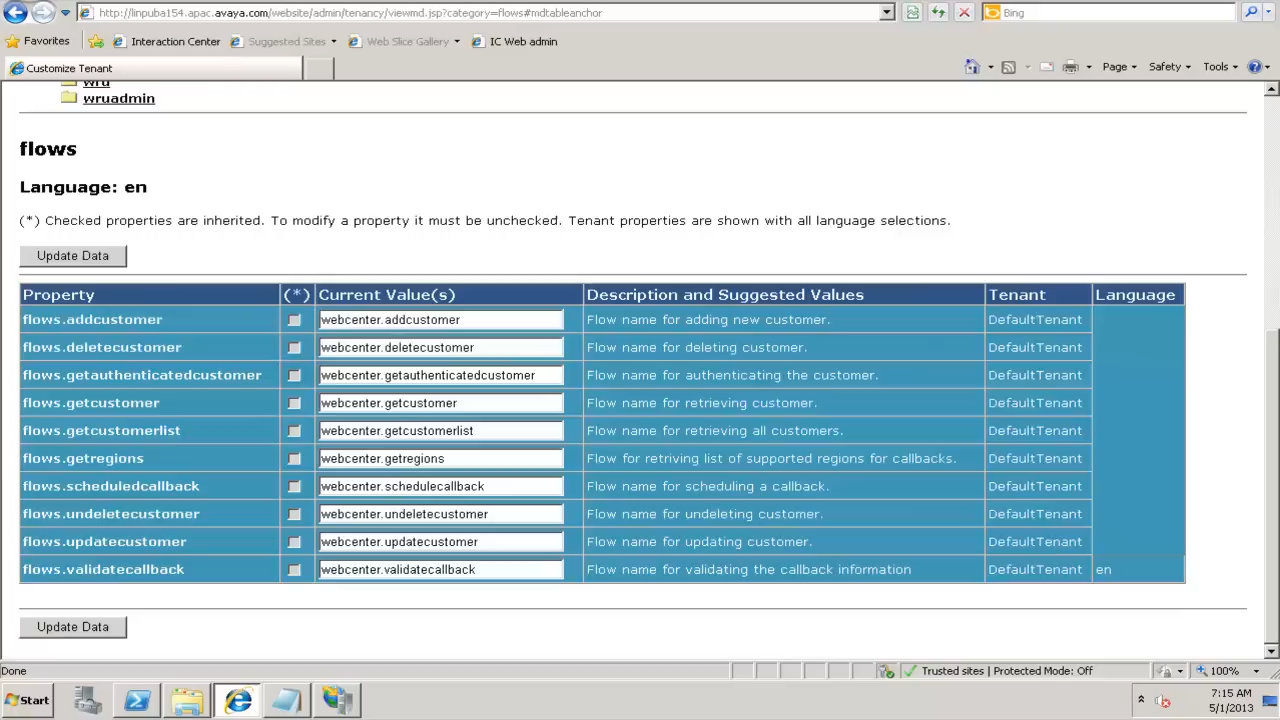 http://linpuba154.apac.avaya.com/website/admin/tenancy/viewmd.jsp?category=flows#mdtableanchor
Bing
Favorites
Interaction Center
Suggested Sites
Web Slice Gallery
IC Web admin
Customize Tenant
Page
Safety
Tools
wru
wruadmin
flows
Language: en
(*) Checked properties are inherited. To modify a property it must be unchecked. Tenant properties are shown with all language selections.
Update Data
Property (*) Current Value(s) Description and Suggested Values Tenant Language
flows.addcustomer webcenter.addcustomer Flow name for adding new customer. DefaultTenant
flows.deletecustomer webcenter.deletecustomer Flow name for deleting customer. DefaultTenant
flows.getauthenticatedcustomer webcenter.getauthenticatedcustomer Flow name for authenticating the customer. DefaultTenant
flows.getcustomer webcenter.getcustomer Flow name for retrieving customer. DefaultTenant
flows.getcustomerlist webcenter.getcustomerlist Flow name for retrieving all customers. DefaultTenant
flows.getregions webcenter.getregions Flow for retriving list of supported regions for callbacks. DefaultTenant
flows.scheduledcallback webcenter.schedulecallback Flow name for scheduling a callback. DefaultTenant
flows.undeletecustomer webcenter.undeletecustomer Flow name for undeleting customer. DefaultTenant
flows.updatecustomer webcenter.updatecustomer Flow name for updating customer. DefaultTenant
flows.validatecallback webcenter.validatecallback Flow name for validating the callback information DefaultTenant en
Update Data
Done
Trusted sites | Protected Mode: Off
100%
Start
7:15 AM
5/1/2013